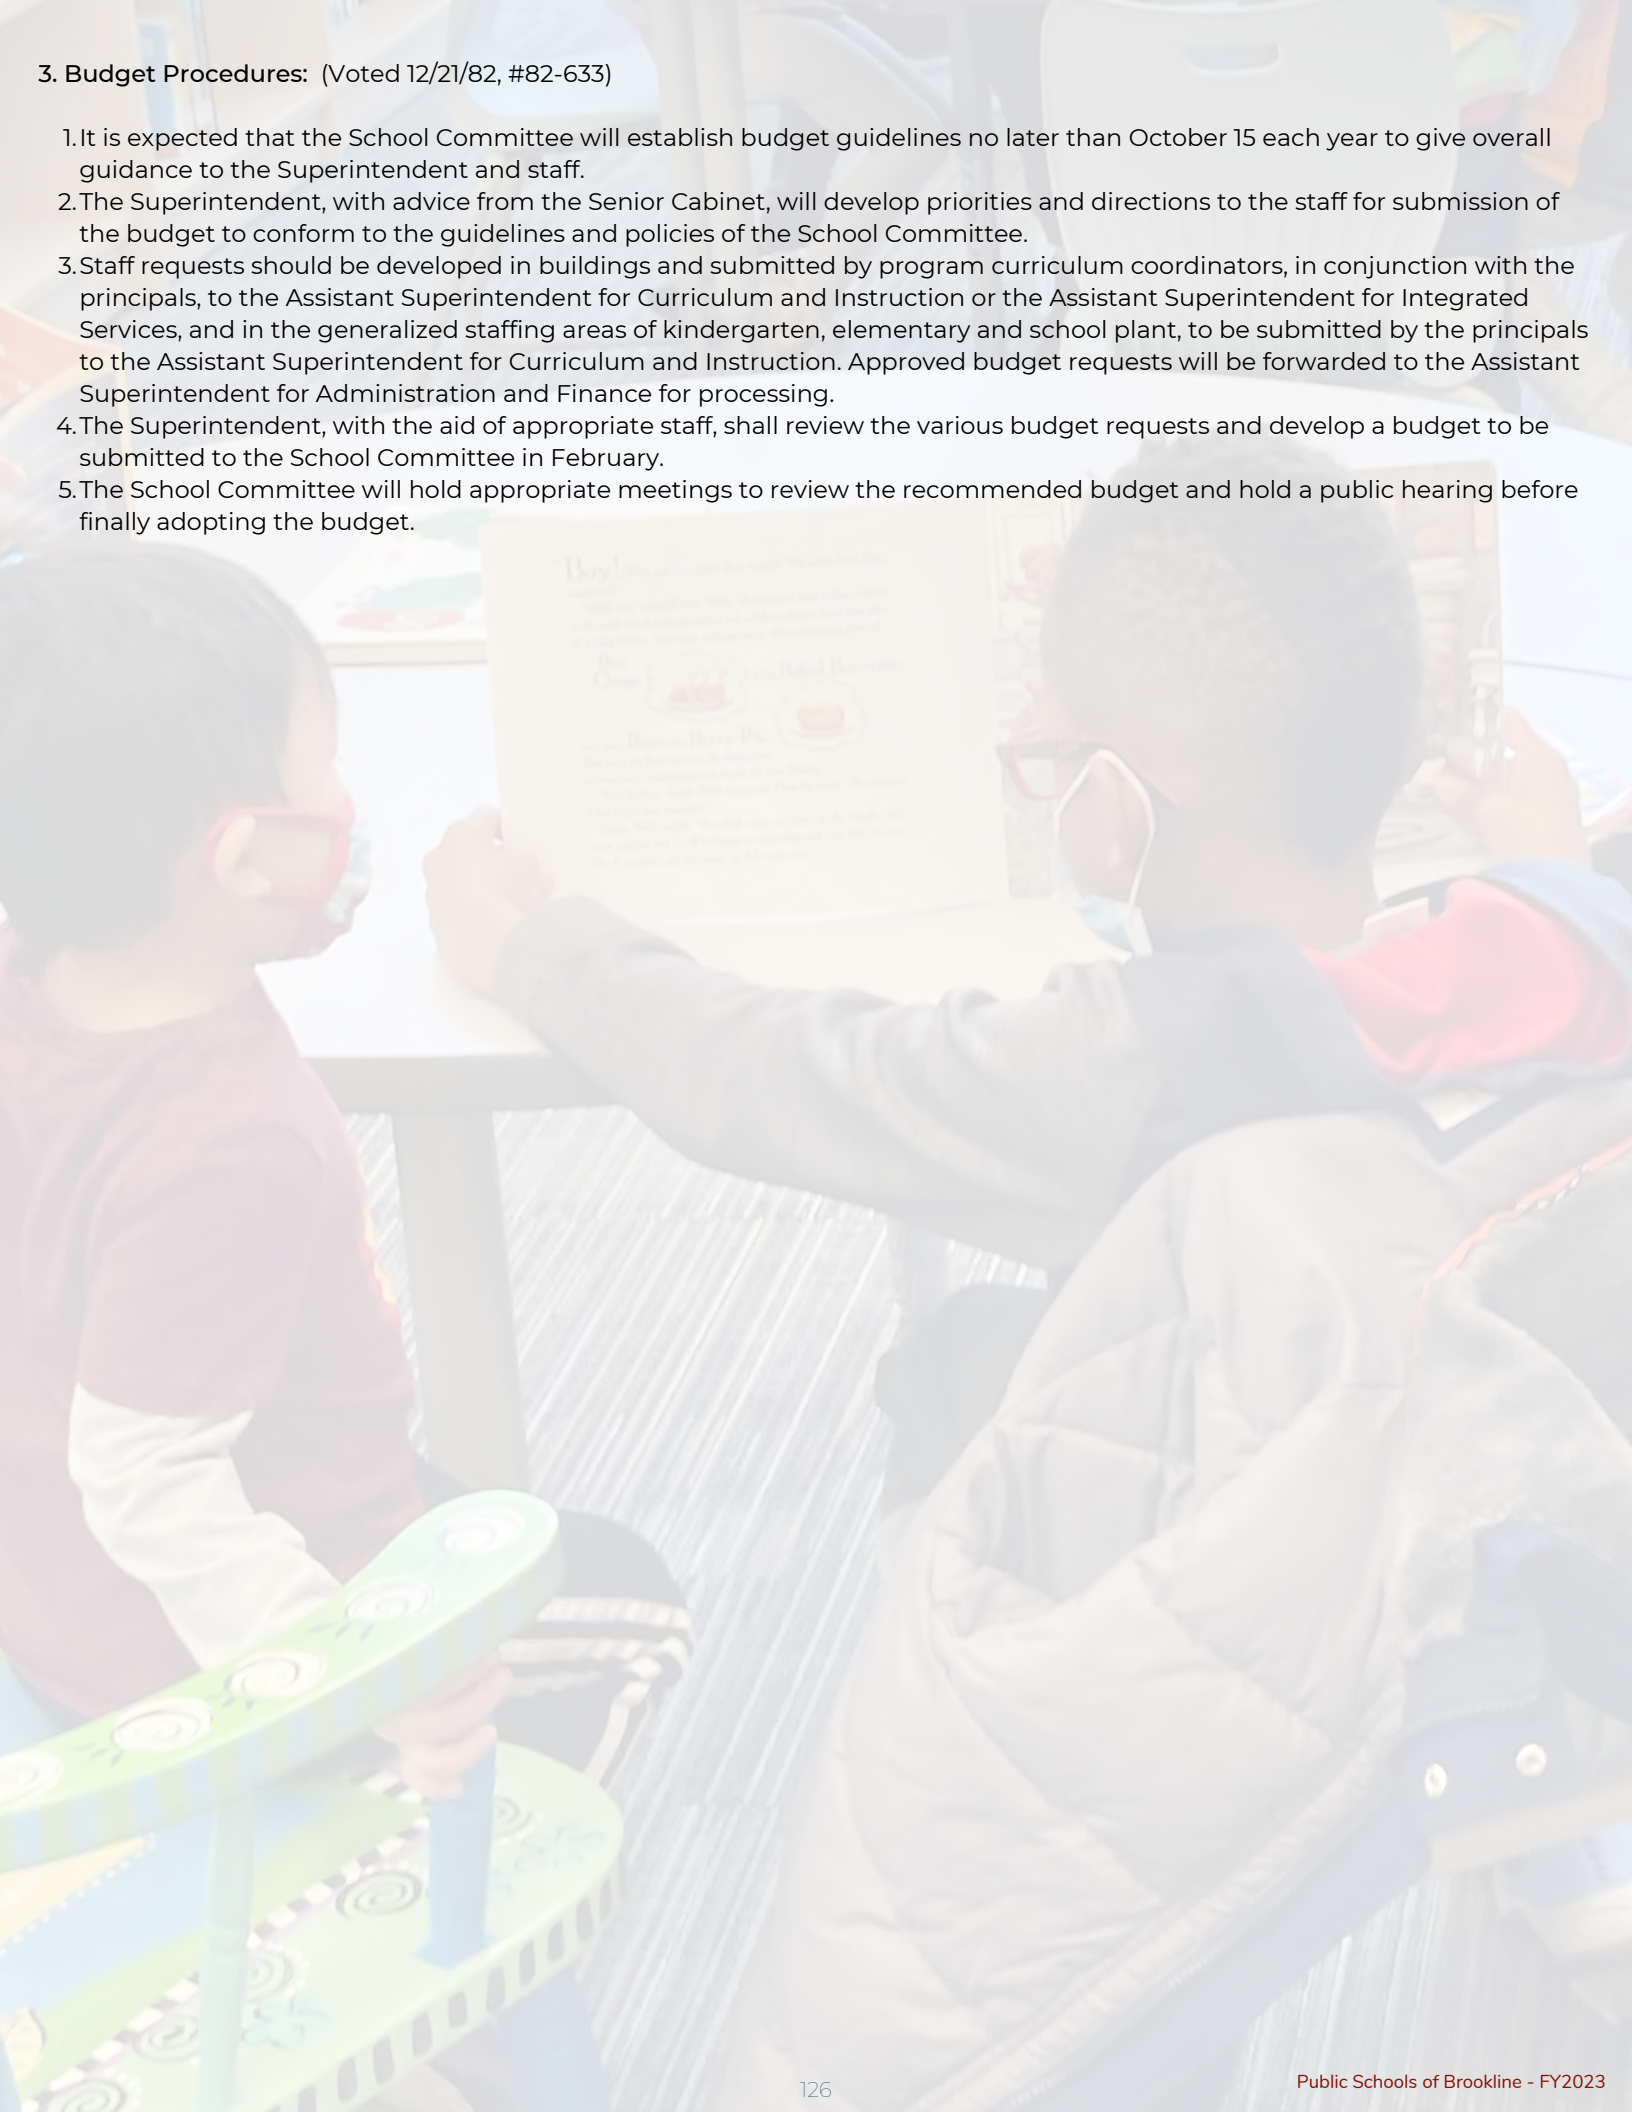 3. Budget Procedures: (Voted 12/21/82, #82-633)
1. It is expected that the School Committee will establish budget guidelines no later than October 15 each year to give overall
guidance to the Superintendent and staff.
2. The Superintendent, with advice from the Senior Cabinet, will develop priorities and directions to the staff for submission of
the budget to conform to the guidelines and policies of the School Committee.
3. Staff requests should be developed in buildings and submitted by program curriculum coordinators, in conjunction with the
principals, to the Assistant Superintendent for Curriculum and Instruction or the Assistant Superintendent for Integrated
Services, and in the generalized staffing areas of kindergarten, elementary and school plant, to be submitted by the principals
to the Assistant Superintendent for Curriculum and Instruction. Approved budget requests will be forwarded to the Assistant
Superintendent for Administration and Finance for processing.
4. The Superintendent, with the aid of appropriate staff, shall review the various budget requests and develop a budget to be
submitted to the School Committee in February.
5. The School Committee will hold appropriate meetings to review the recommended budget and hold a public hearing before
finally adopting the budget.
"Boy!
126
Public Schools of Brookline - FY2023